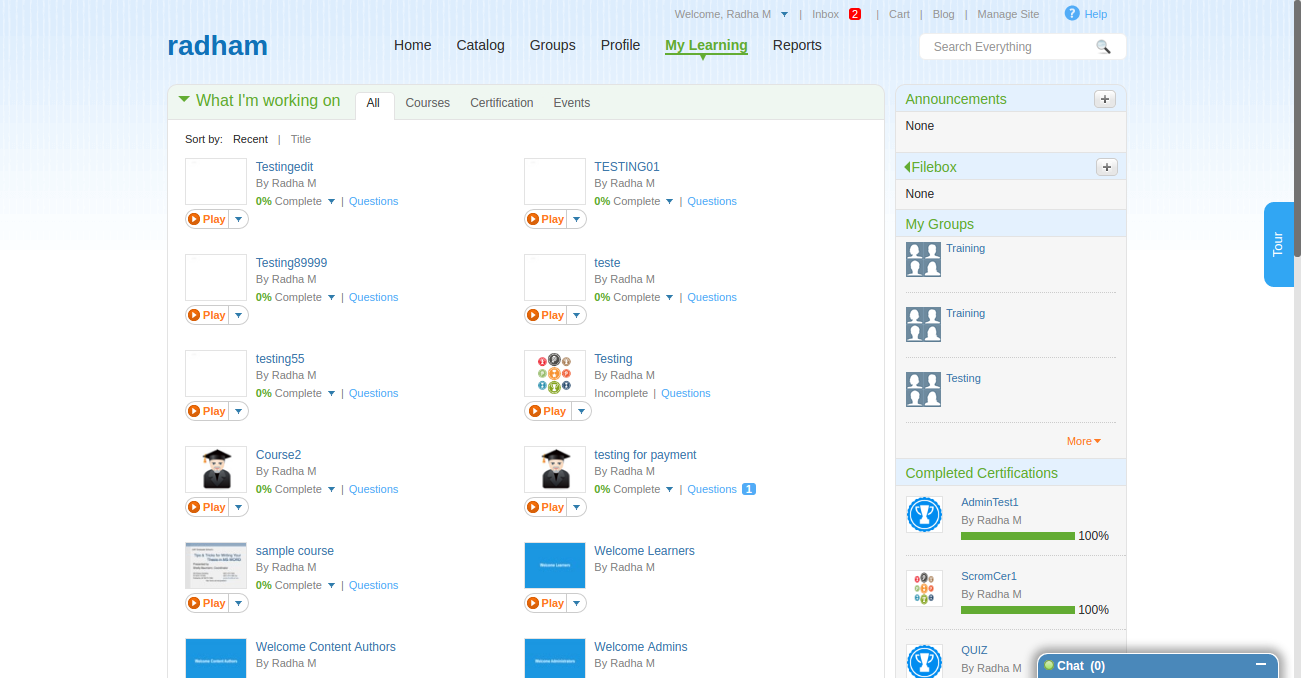 Welcome, Radha M | Inbox 2 | Cart | Blog | Manage Site ? Help
radham
Home Catalog Groups Profile My Learning Reports
Search Everything
What I'm working on All Courses Certification Events
Sort by: Recent | Title
Testingedit
By Radha M
0% Complete | Questions
Play
TESTING01
By Radha M
0% Complete | Questions
Play
Testing89999
By Radha M
0% Complete | Questions
Play
teste
By Radha M
0% Complete | Questions
Play
testing55
By Radha M
0% Complete | Questions
Play
Testing
By Radha M
Incomplete | Questions
Play
Course2
By Radha M
0% Complete | Questions
Play
testing for payment
By Radha M
0% Complete | Questions 1
Play
sample course
By Radha M
0% Complete | Questions
Play
Welcome Learners
Welcome Learners
By Radha M
Play
Welcome Content Authors
Welcome Content Authors
By Radha M
Welcome Administrators
Welcome Admins
By Radha M
Announcements +
None
Filebox +
None
My Groups
Training
Training
Testing
More
Completed Certifications
AdminTest1
By Radha M
100%
ScromCer1
By Radha M
100%
QUIZ
By Radha M
Tour
Chat (0)